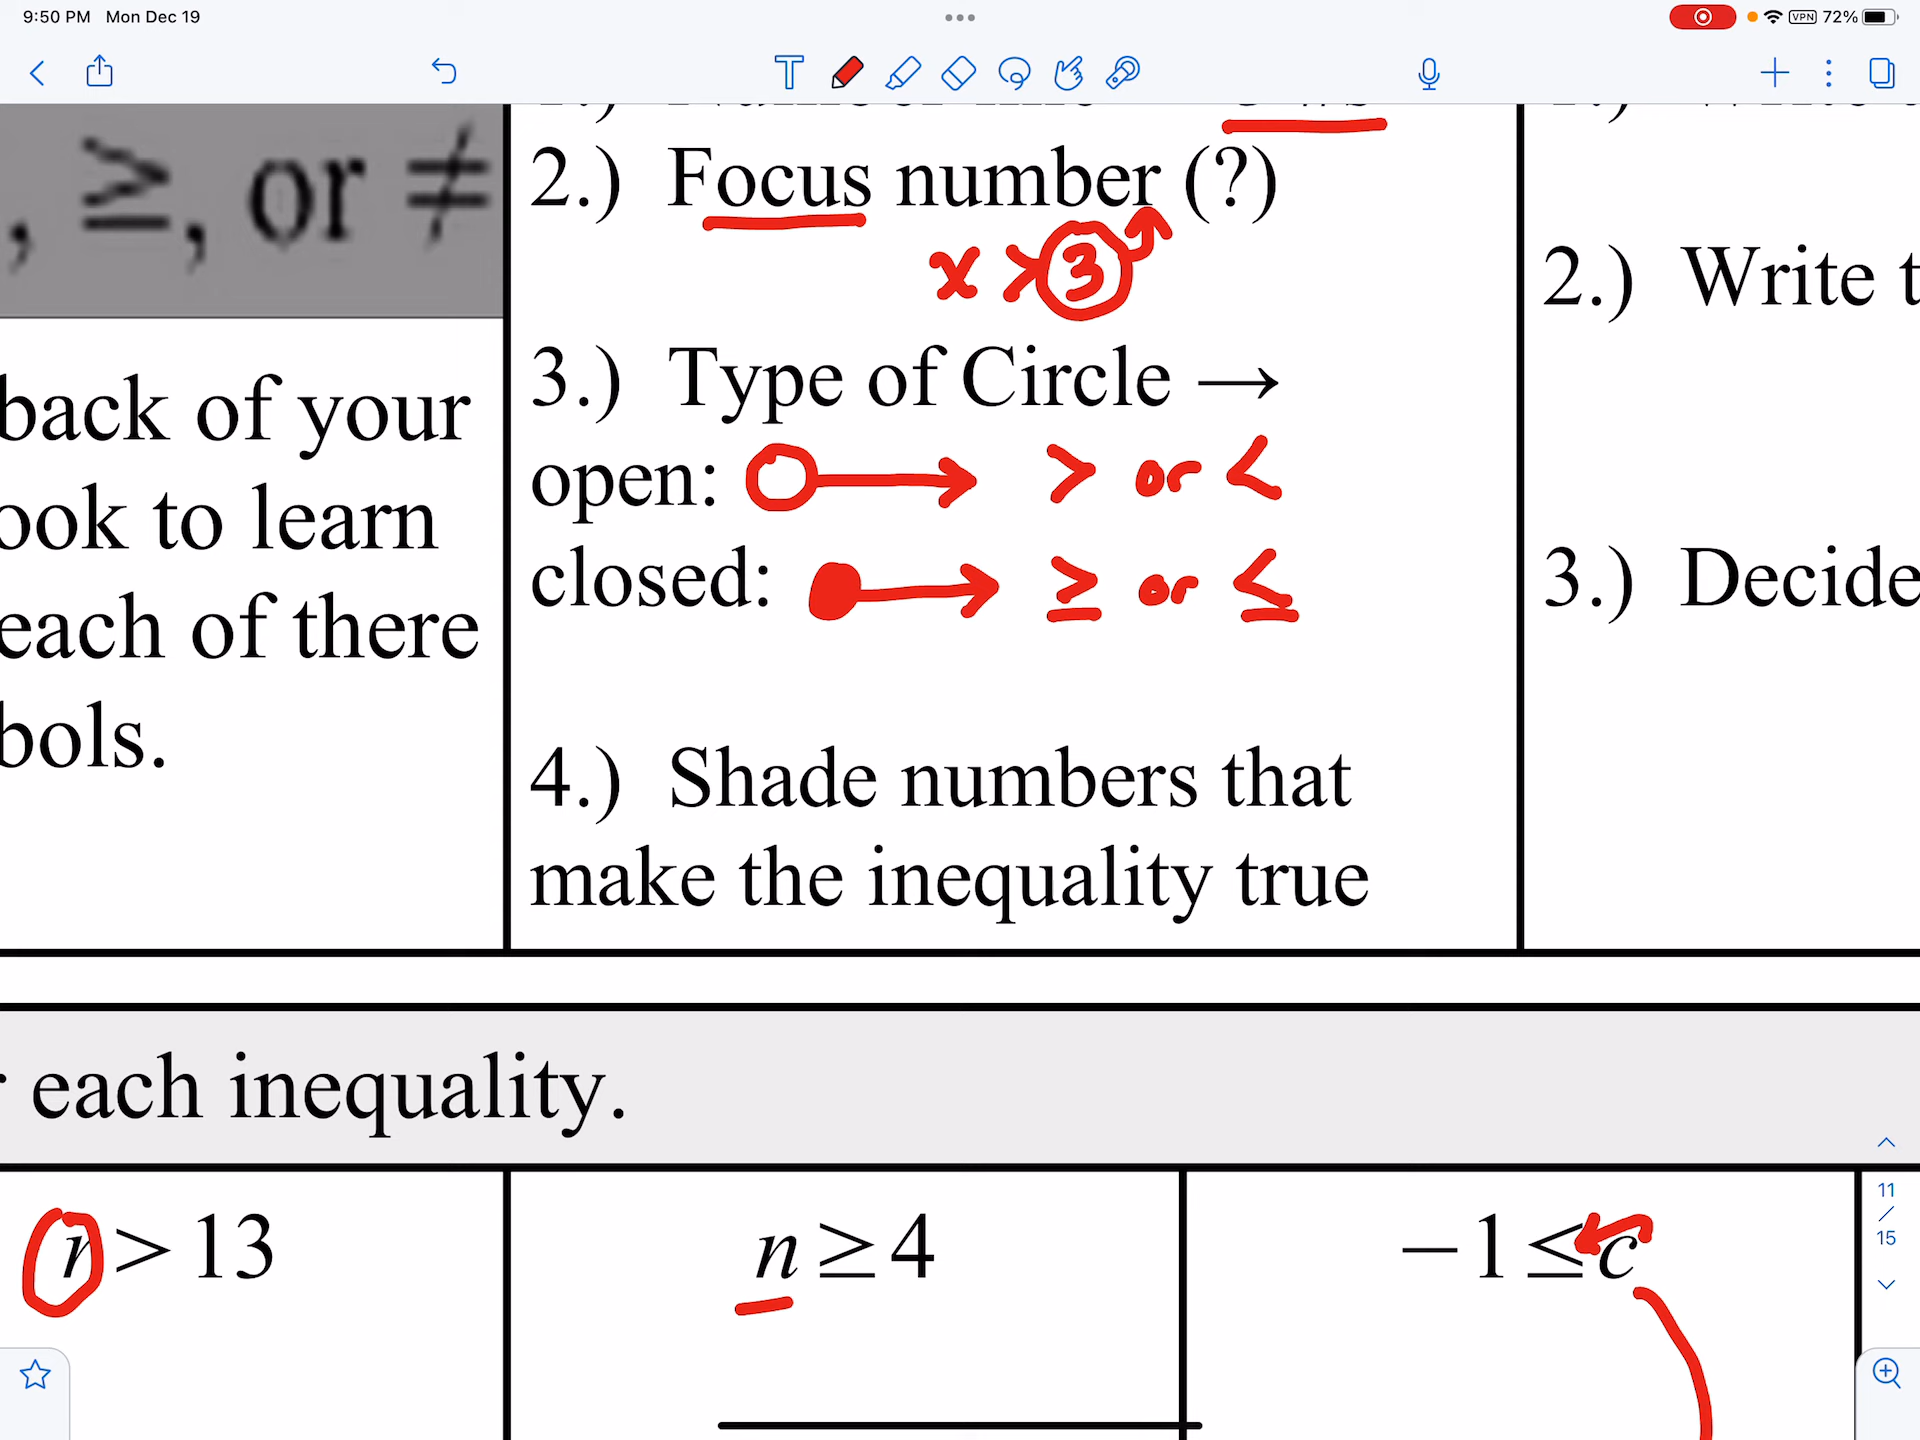 9:50 PM Mon Dec 19
VPN 72%
, ≥, or ≠
back of your
ook to learn
each of there
bols.
2.) Focus number (?)
x > 3
3.) Type of Circle →
open: > or <
closed: ≥ or ≤
4.) Shade numbers that
make the inequality true
2.) Write t
3.) Decide
each inequality.
n > 13
n ≥ 4
−1 ≤ c
11
/
15